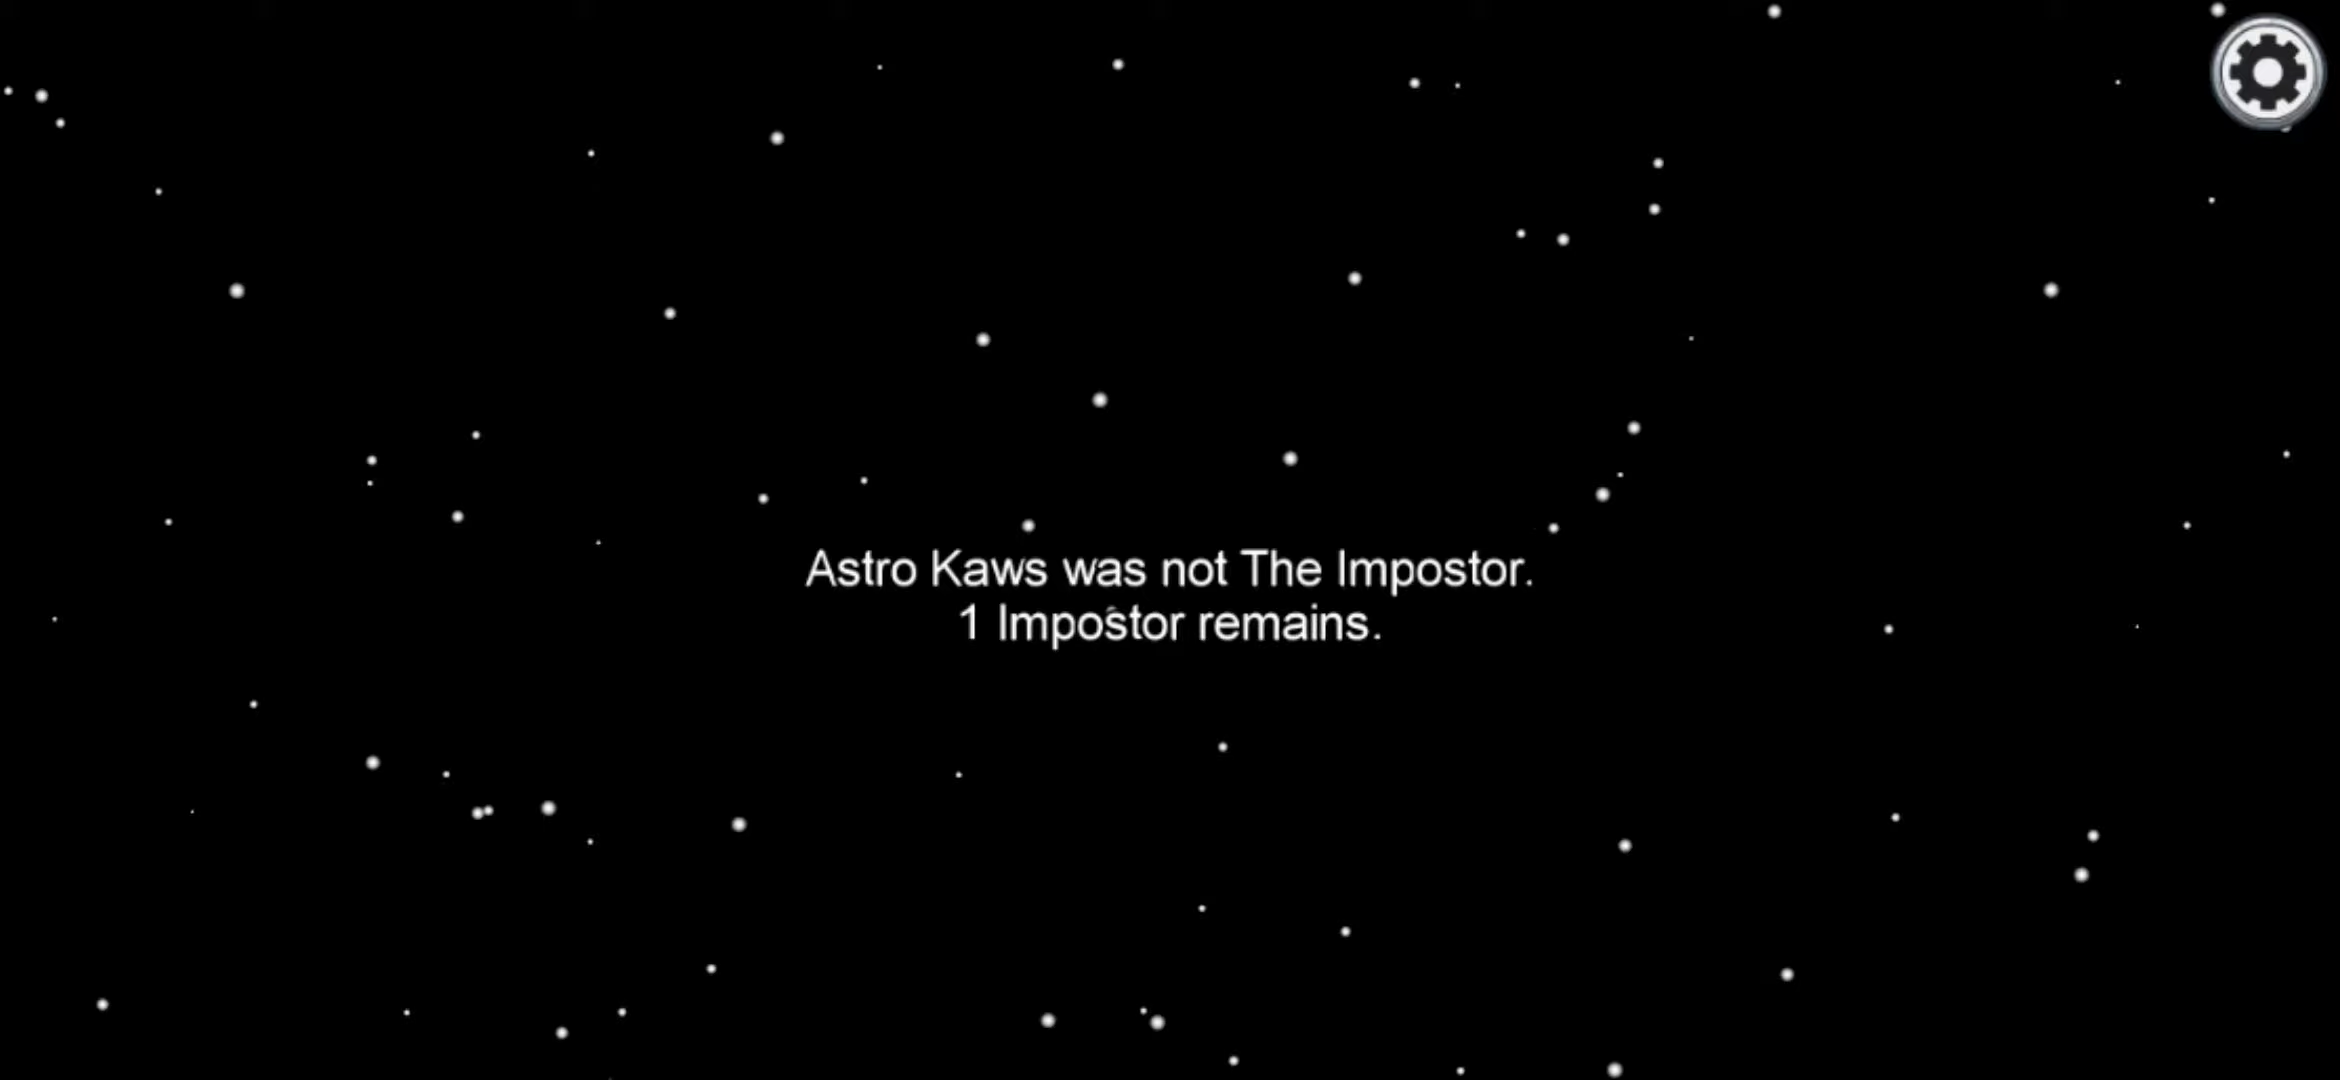 Astro Kaws was not The Impostor.
1 Impostor remains.